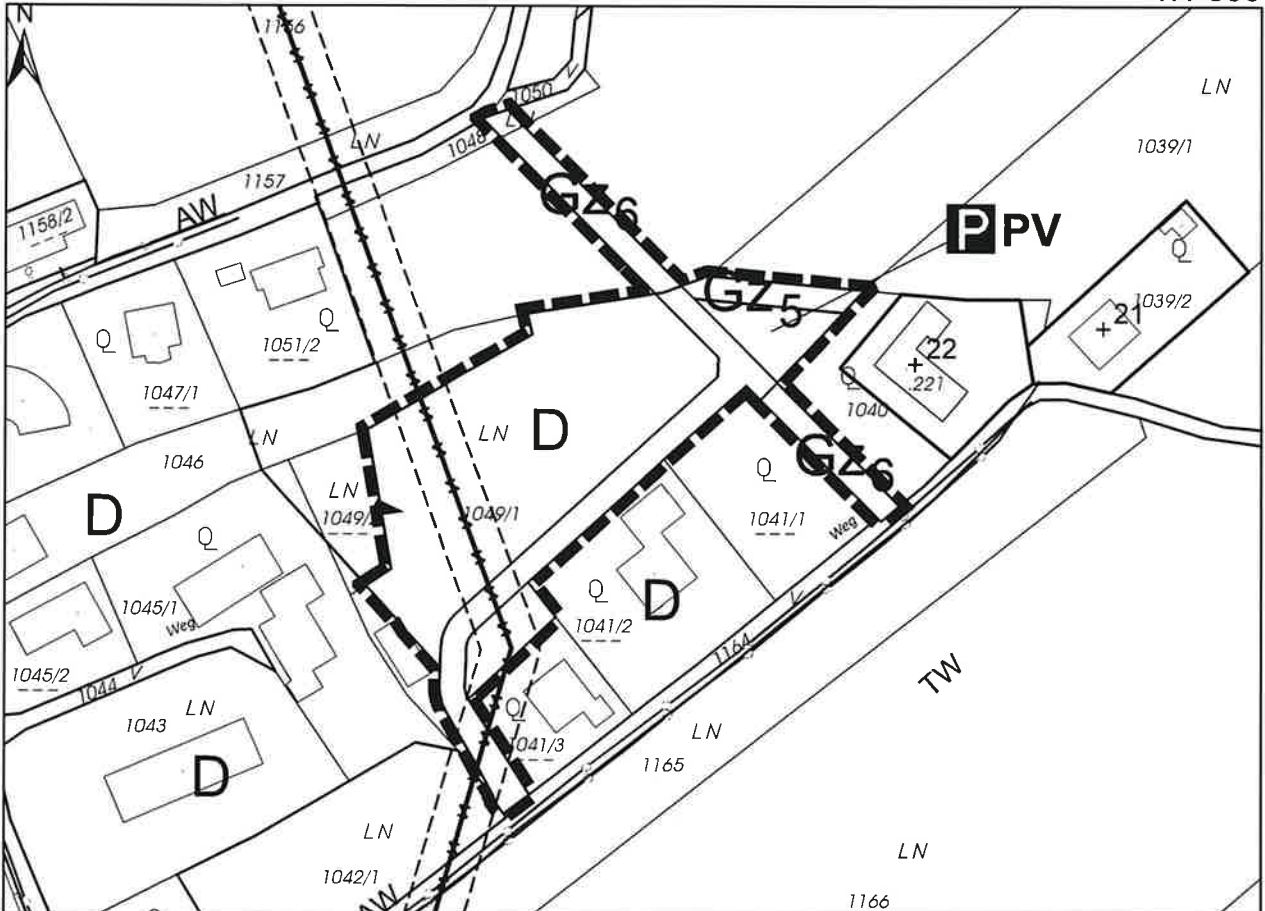 N
1156
1050
LN
LN
LN
1048
1039/1
1157
AW
1158/2
GZ6
P PV
Q
1039/2
21
GZ5
Q
1051/2
Q
1047/1
22
.221
Q
1040
LN
D
LN
1046
GZ6
Q
LN
1049/1
1041/1
Weg
D
Q
1045/1
Weg
Q
D
1041/2
1164
TW
1045/2
1044
LN
1043
Q
1041/3
LN
1165
D
LN
1042/1
LN
AW
1166